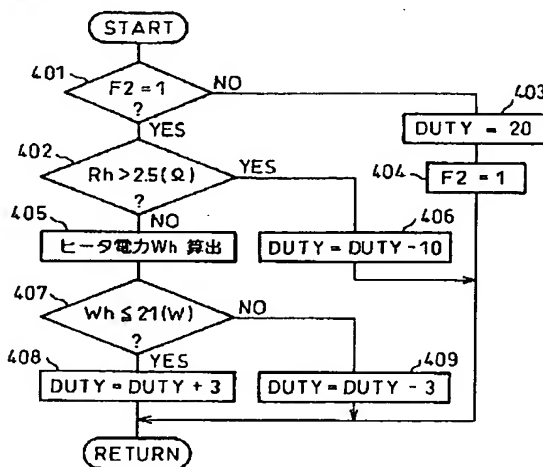 START
401
F2 = 1
?
NO
YES
403
DUTY = 20
404
F2 = 1
402
Rh > 2.5 (Ω)
?
YES
NO
405
ヒータ電力Wh 算出
406
DUTY = DUTY - 10
407
Wh ≦ 21 (W)
?
NO
YES
408
DUTY = DUTY + 3
409
DUTY = DUTY - 3
RETURN